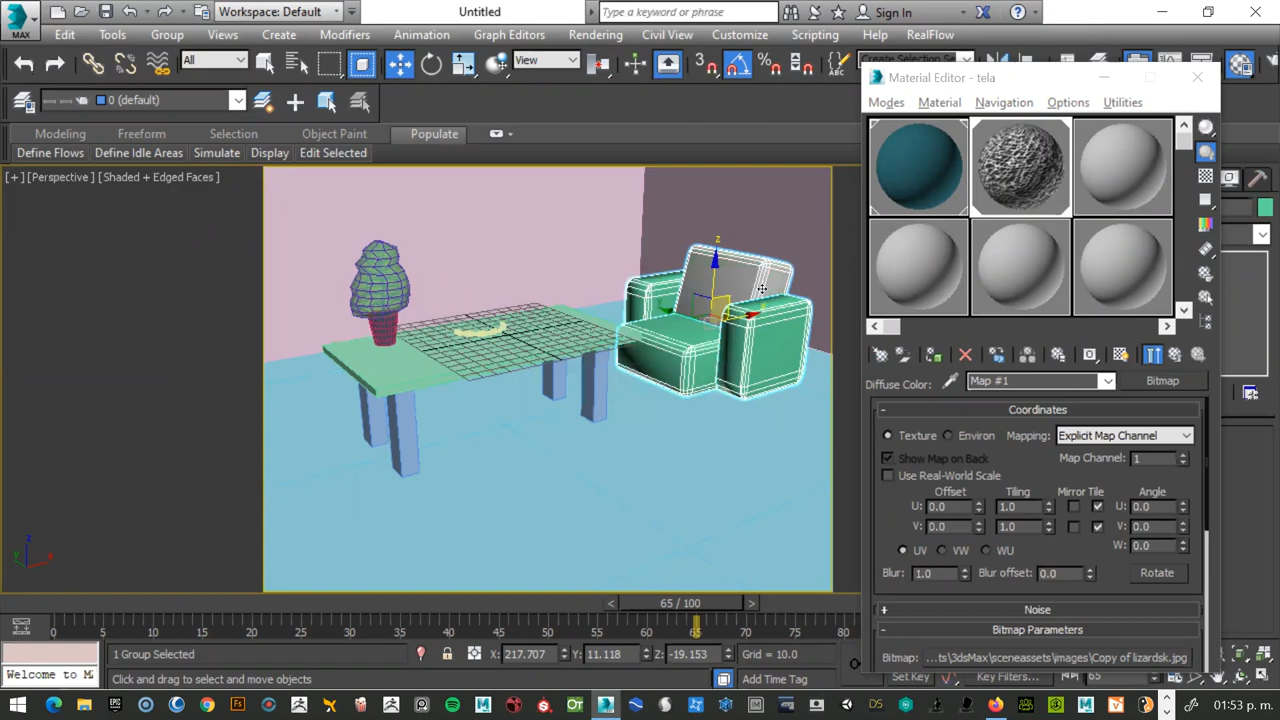 MAX
Workspace: Default
Untitled
Type a keyword or phrase
Sign In
Edit Tools Group Views Create Modifiers Animation Graph Editors Rendering Civil View Customize Scripting Help RealFlow
All
View
Create Selection Se
0 (default)
Modeling Freeform Selection Object Paint Populate
Define Flows Define Idle Areas Simulate Display Edit Selected
[+] [Perspective ] [Shaded + Edged Faces ]
z
z
y
x
Material Editor - tela
Modes Material Navigation Options Utilities
Diffuse Color: Map #1 Bitmap
- Coordinates
Texture Environ Mapping: Explicit Map Channel
Show Map on Back Map Channel: 1
Use Real-World Scale
Offset Tiling Mirror Tile Angle
U: 0.0 1.0 U: 0.0
V: 0.0 1.0 V: 0.0
W: 0.0
UV VW WU
Blur: 1.0 Blur offset: 0.0 Rotate
+ Noise
- Bitmap Parameters
Bitmap: ...ts\3dsMax\sceneassets\images\Copy of lizardsk.jpg
< 65 / 100 >
0 5 10 15 20 25 30 35 40 45 50 55 60 65 70 75 80
1 Group Selected X: 217.707 Y: 11.118 Z: -19.153 Grid = 10.0
Welcome to M
Click and drag to select and move objects
Add Time Tag
Set Key Key Filters... 65
01:53 p. m.